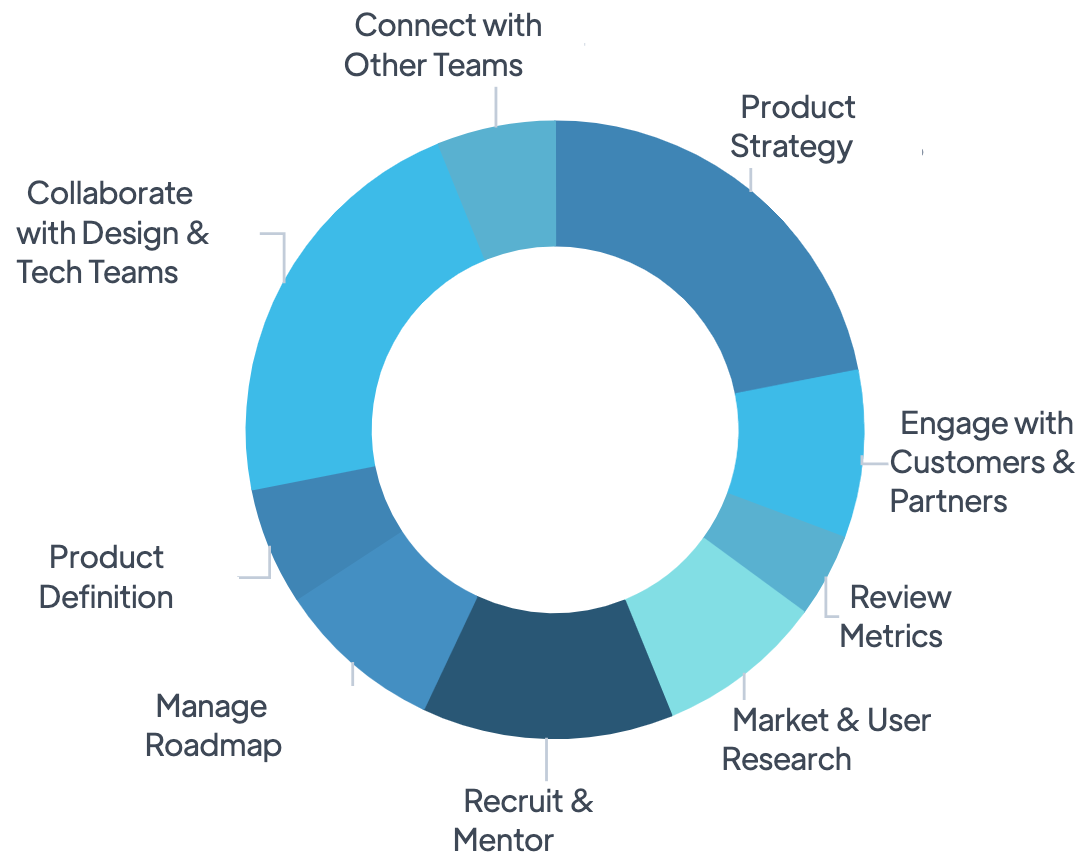 Connect with
Other Teams
Product
Strategy
Collaborate
with Design &
Tech Teams
Engage with
Customers &
Partners
Product
Definition
Review
Metrics
Manage
Roadmap
Market & User
Research
Recruit &
Mentor